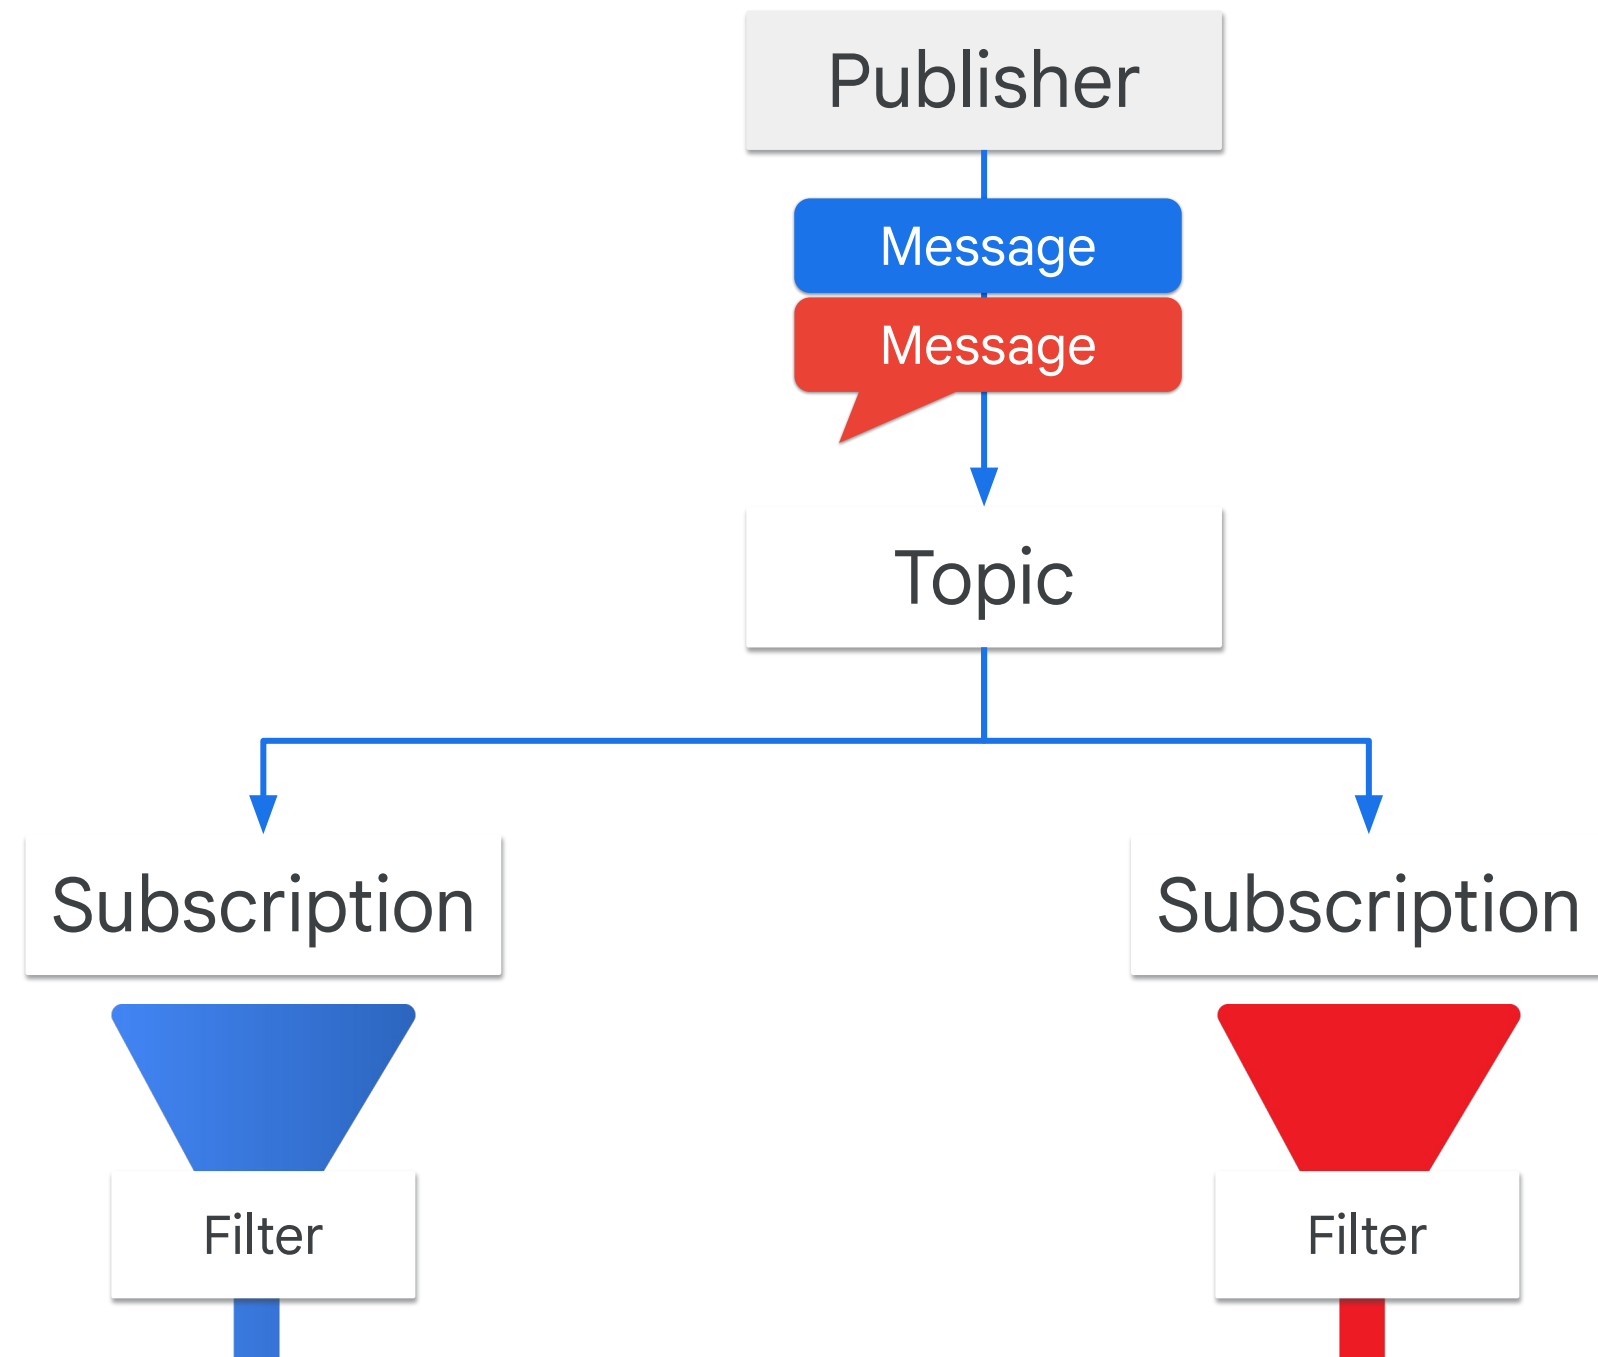 Publisher
Message
Message
Topic
Subscription
Subscription
Filter
Filter